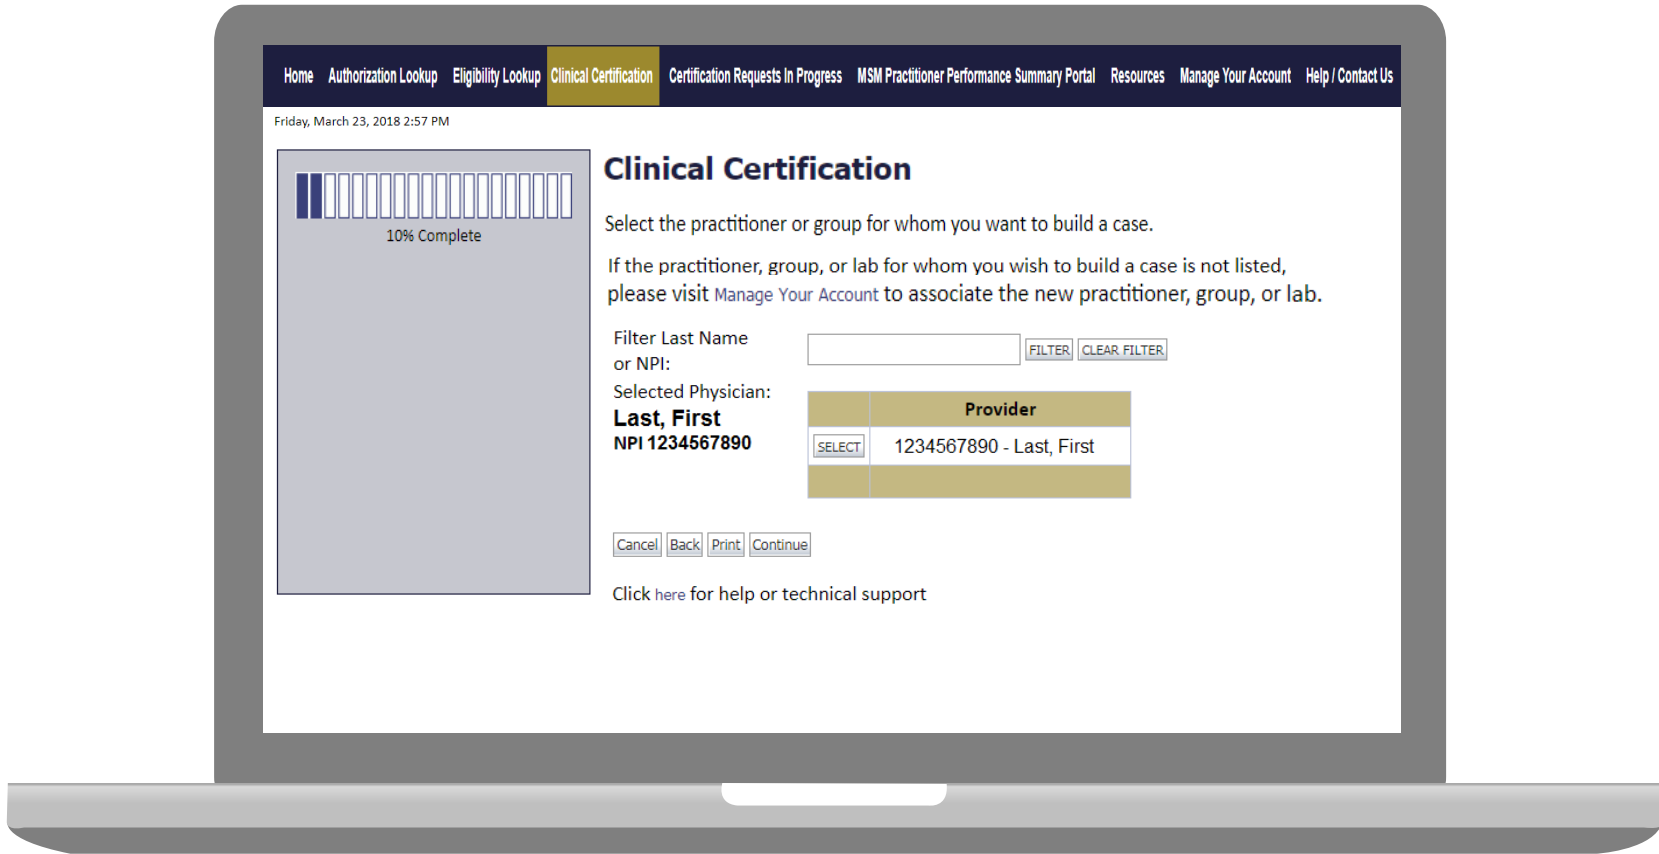 Home Authorization Lookup Eligibility Lookup Clinical Certification Certification Requests In Progress MSM Practitioner Performance Summary Portal Resources Manage Your Account Help / Contact Us
Friday, March 23, 2018 2:57 PM
10% Complete
Clinical Certification
Select the practitioner or group for whom you want to build a case.
If the practitioner, group, or lab for whom you wish to build a case is not listed,
please visit Manage Your Account to associate the new practitioner, group, or lab.
Filter Last Name
or NPI:
FILTER CLEAR FILTER
Selected Physician:
Last, First
NPI 1234567890
Provider
SELECT 1234567890 - Last, First
Cancel Back Print Continue
Click here for help or technical support